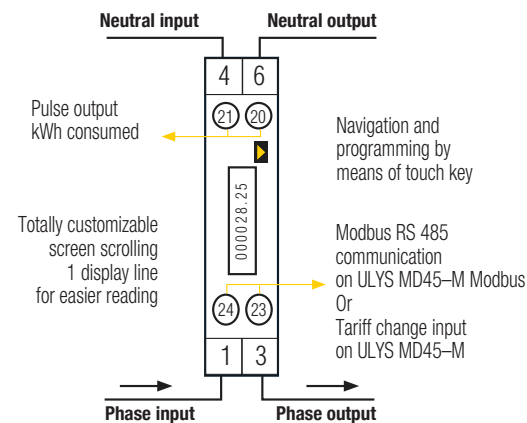 Neutral input
Neutral output
4
6
21
20
Pulse output
kWh consumed
Navigation and
programming by
means of touch key
000028.25
Totally customizable
screen scrolling
1 display line
for easier reading
Modbus RS 485
communication
on ULYS MD45–M Modbus
Or
Tariff change input
on ULYS MD45–M
24
23
1
3
Phase input
Phase output